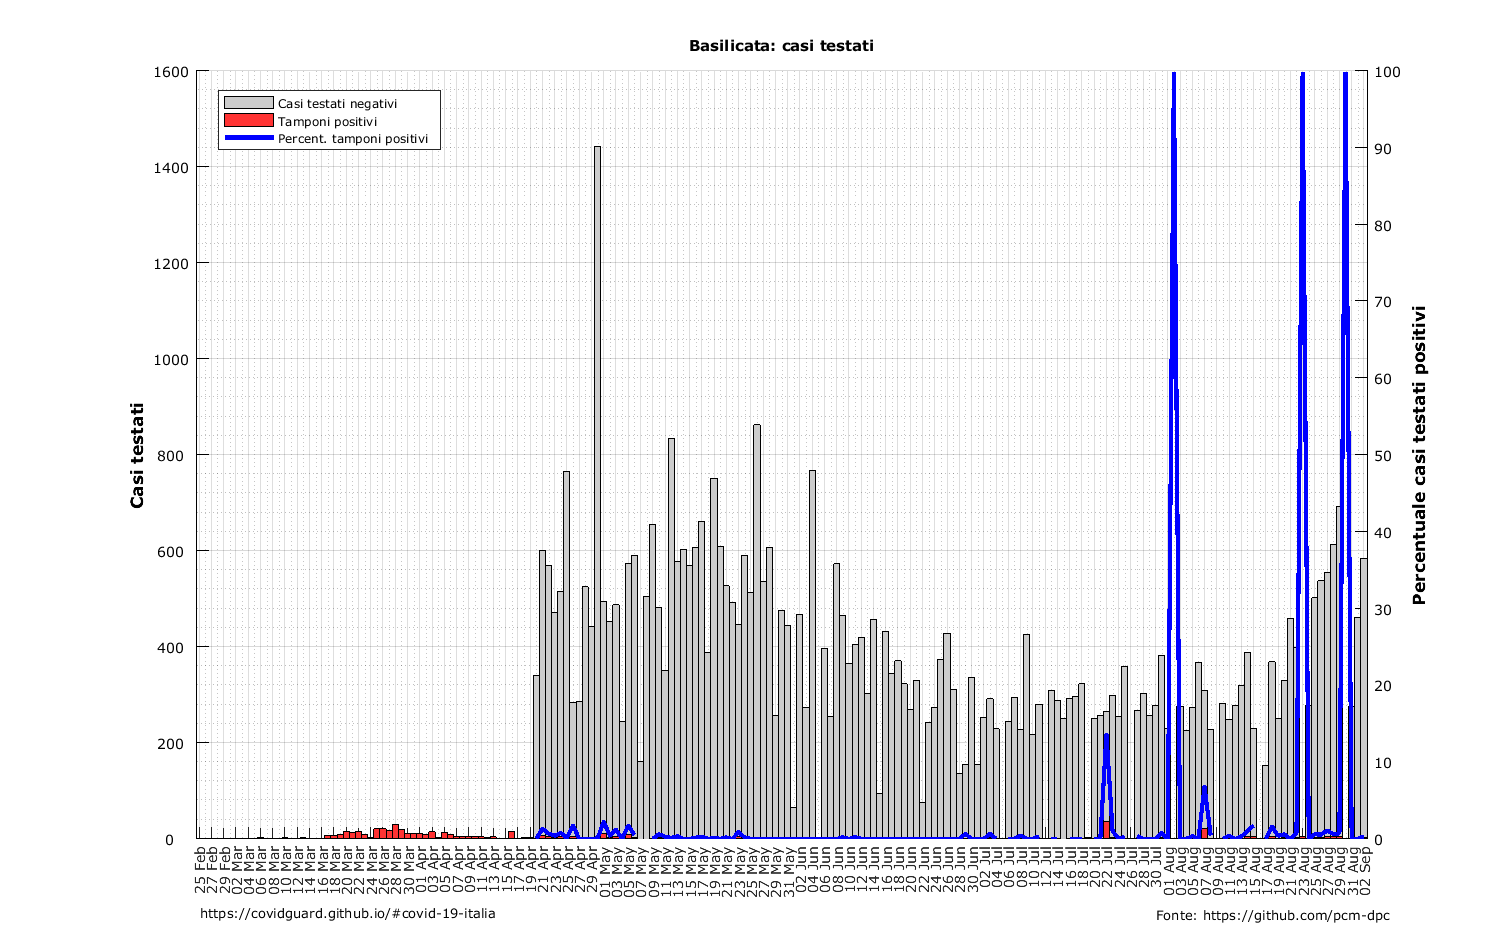 Basilicata: casi testati
Casi testati negativi
Tamponi positivi
Percent. tamponi positivi
Casi testati
1600
1400
1200
1000
800
600
400
200
0
100
90
80
70
60
50
40
30
20
10
0
Percentuale casi testati positivi
25 Feb
27 Feb
29 Feb
02 Mar
04 Mar
06 Mar
08 Mar
10 Mar
12 Mar
14 Mar
16 Mar
18 Mar
20 Mar
22 Mar
24 Mar
26 Mar
28 Mar
30 Mar
01 Apr
03 Apr
05 Apr
07 Apr
09 Apr
11 Apr
13 Apr
15 Apr
17 Apr
19 Apr
21 Apr
23 Apr
25 Apr
27 Apr
29 Apr
01 May
03 May
05 May
07 May
09 May
11 May
13 May
15 May
17 May
19 May
21 May
23 May
25 May
27 May
29 May
31 May
02 Jun
04 Jun
06 Jun
08 Jun
10 Jun
12 Jun
14 Jun
16 Jun
18 Jun
20 Jun
22 Jun
24 Jun
26 Jun
28 Jun
30 Jun
02 Jul
04 Jul
06 Jul
08 Jul
10 Jul
12 Jul
14 Jul
16 Jul
18 Jul
20 Jul
22 Jul
24 Jul
26 Jul
28 Jul
30 Jul
01 Aug
03 Aug
05 Aug
07 Aug
09 Aug
11 Aug
13 Aug
15 Aug
17 Aug
19 Aug
21 Aug
23 Aug
25 Aug
27 Aug
29 Aug
31 Aug
02 Sep
https://covidguard.github.io/#covid-19-italia
Fonte: https://github.com/pcm-dpc